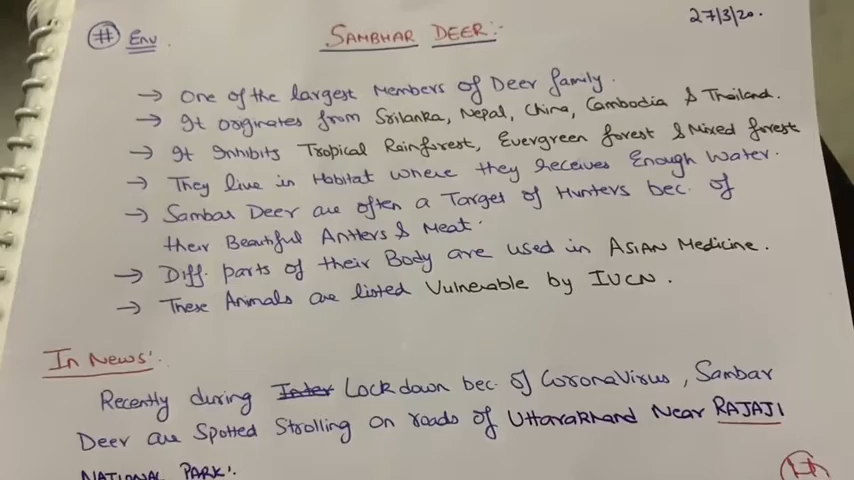 # Env.
SAMBHAR DEER:-
27/3/20.
→ One of the largest Members of Deer family.
→ It originates from Srilanka, Nepal, China, Cambodia & Thailand.
→ It Inhibits Tropical Rainforest, Evergreen forest & Mixed forest
→ They live in Habitat where they receives Enough Water.
→ Sambar Deer are often a Target of Hunters bec. of
their Beautiful Antlers & Meat.
→ Diff. parts of their Body are used in ASIAN Medicine.
→ These Animals are listed Vulnerable by IUCN.
In News:
Recently during Inter Lockdown bec. of CoronaVirus, Sambar
Deer are Spotted Strolling on roads of Uttarakhand Near RAJAJI
NATIONAL PARK.